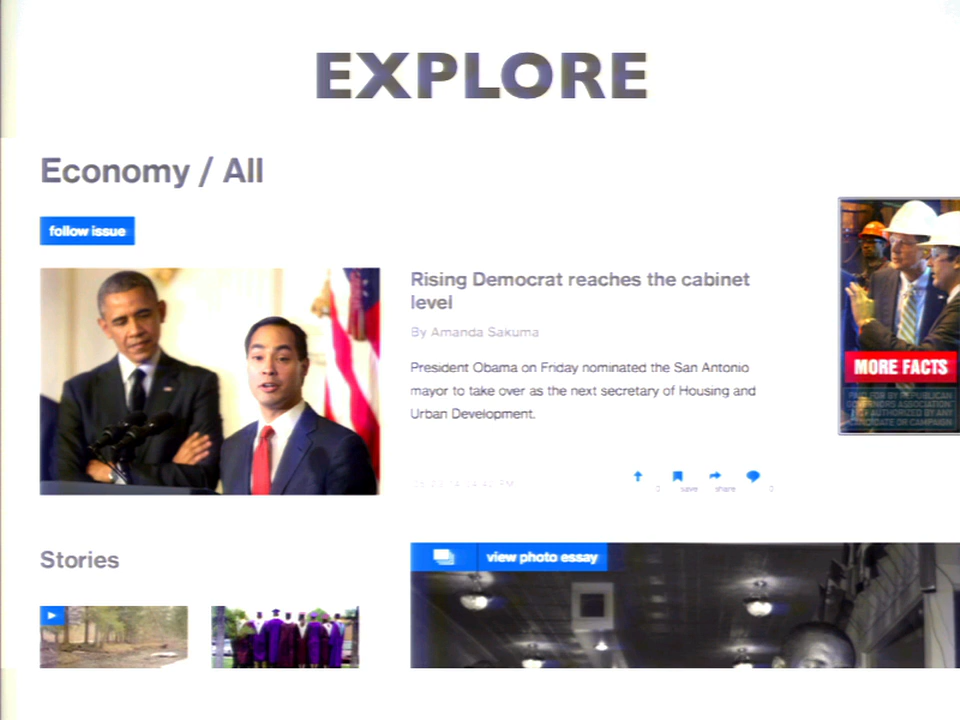 EXPLORE
Economy / All
follow issue
Rising Democrat reaches the cabinet
level
By Amanda Sakuma
President Obama on Friday nominated the San Antonio
mayor to take over as the next secretary of Housing and
Urban Development.
MORE FACTS
PAID FOR BY REPUBLICAN
GOVERNORS ASSOCIATION
NOT AUTHORIZED BY ANY
CANDIDATE OR CAMPAIGN
0 save share 0
Stories
view photo essay